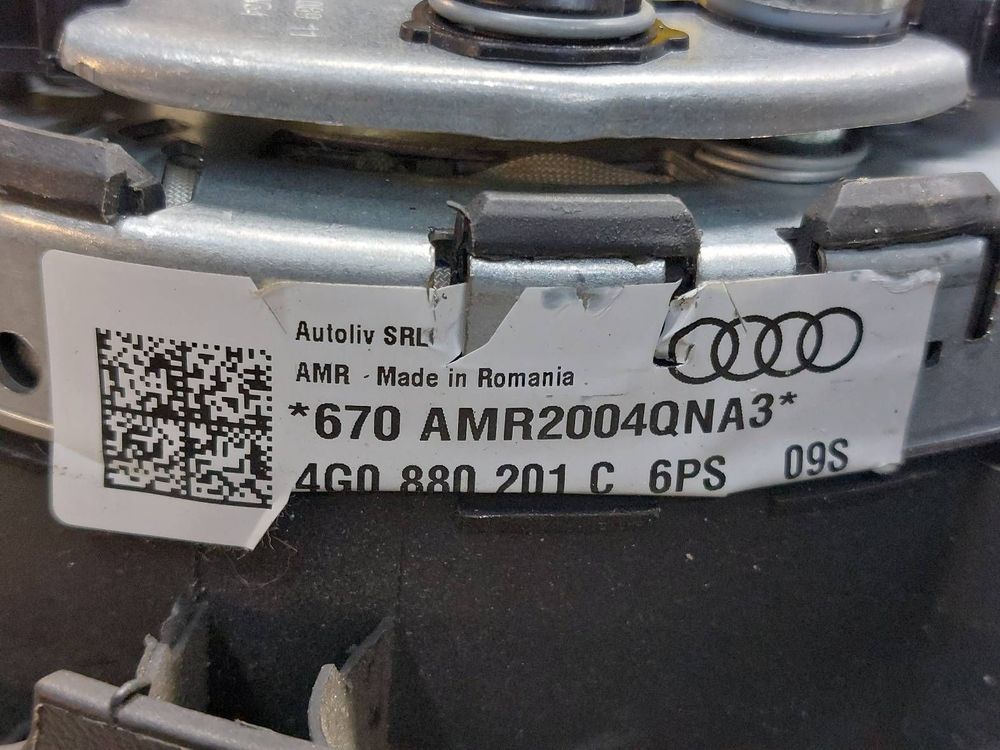 Autoliv SRL
AMR - Made in Romania
*670 AMR2004QNA3*
4G0 880 201 C 6PS 09S